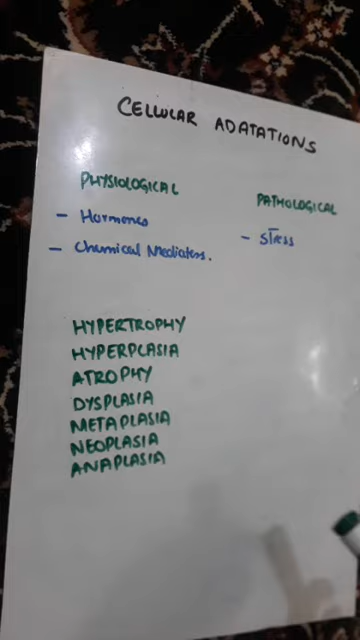 CELLULAR ADATATIONS
PHYSIOLOGICAL
- Hormones
- Chemical Mediators.
PATHOLOGICAL
- STRESS
HYPERTROPHY
HYPERPLASIA
ATROPHY
DYSPLASIA
METAPLASIA
NEOPLASIA
ANAPLASIA